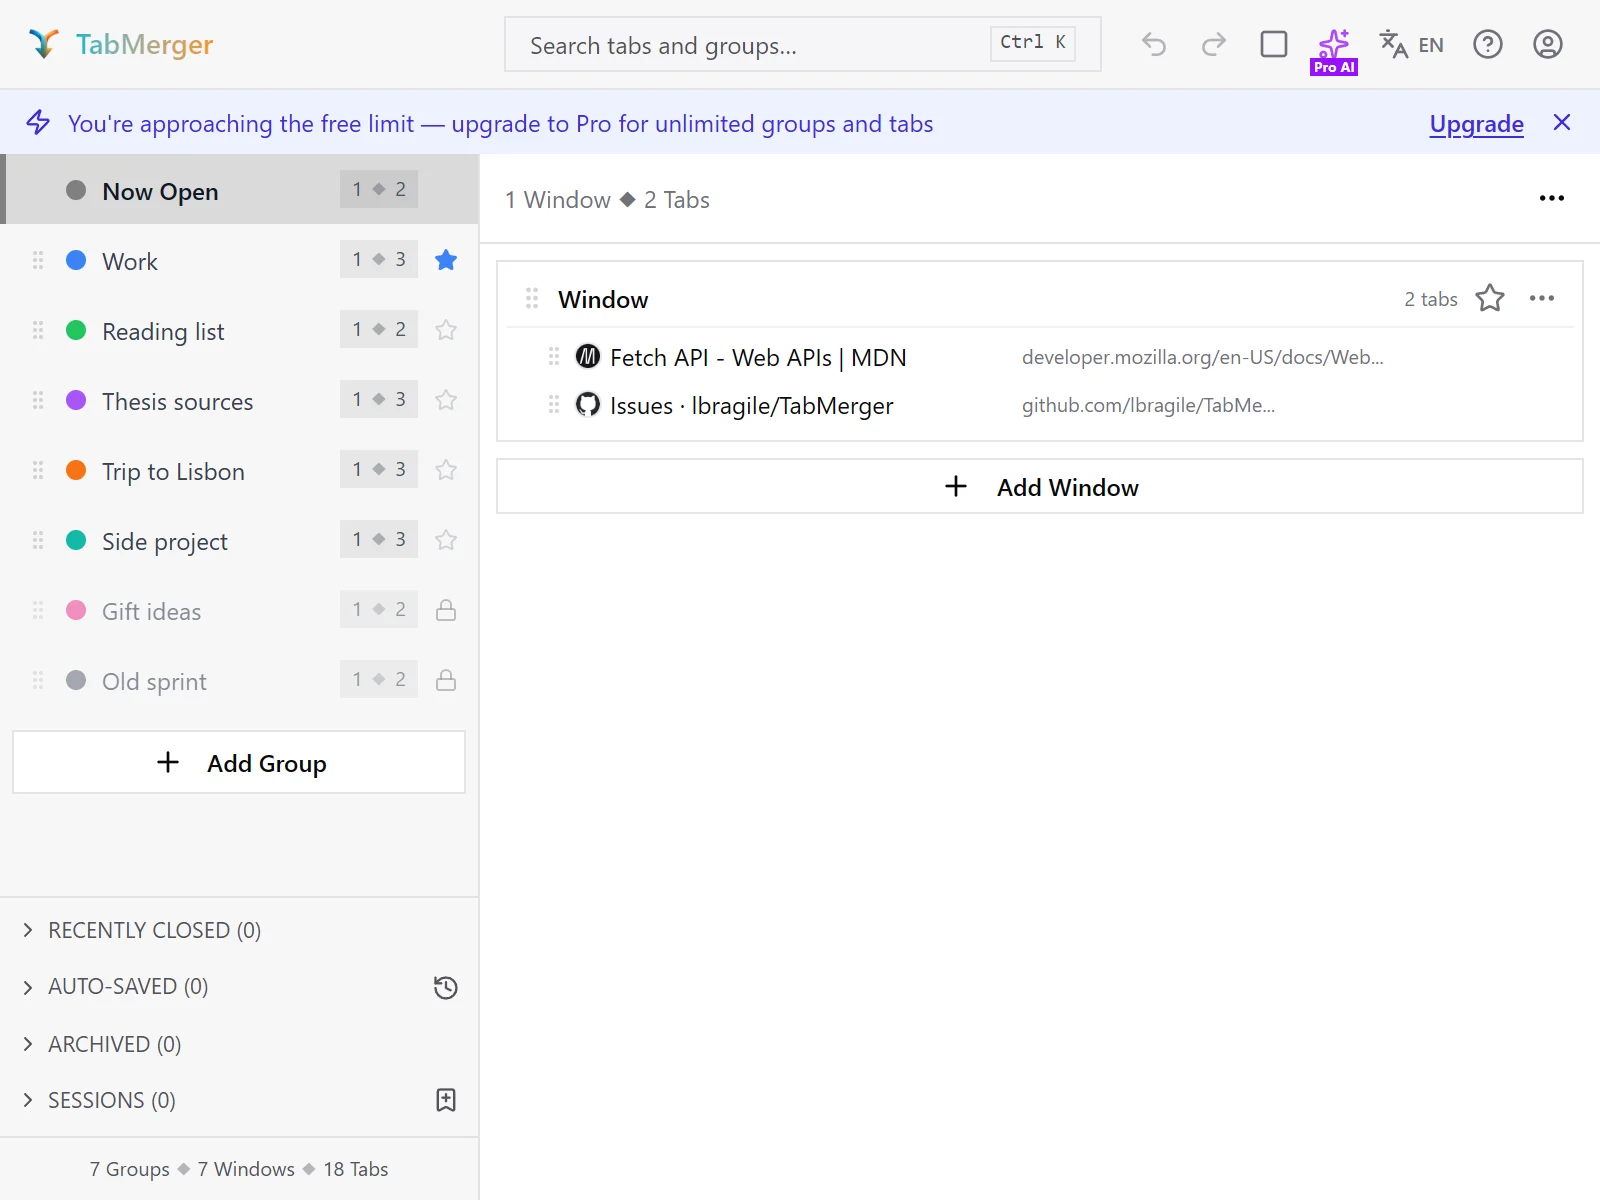 TabMerger
Search tabs and groups...
Ctrl K
Pro AI
EN
You're approaching the free limit — upgrade to Pro for unlimited groups and tabs
Upgrade
Now Open
1 ◆ 2
Work
1 ◆ 3
Reading list
1 ◆ 2
Thesis sources
1 ◆ 3
Trip to Lisbon
1 ◆ 3
Side project
1 ◆ 3
Gift ideas
1 ◆ 2
Old sprint
1 ◆ 2
Add Group
RECENTLY CLOSED (0)
AUTO-SAVED (0)
ARCHIVED (0)
SESSIONS (0)
7 Groups ◆ 7 Windows ◆ 18 Tabs
1 Window ◆ 2 Tabs
Window
2 tabs
Fetch API - Web APIs | MDN
developer.mozilla.org/en-US/docs/Web...
Issues · lbragile/TabMerger
github.com/lbragile/TabMe...
Add Window